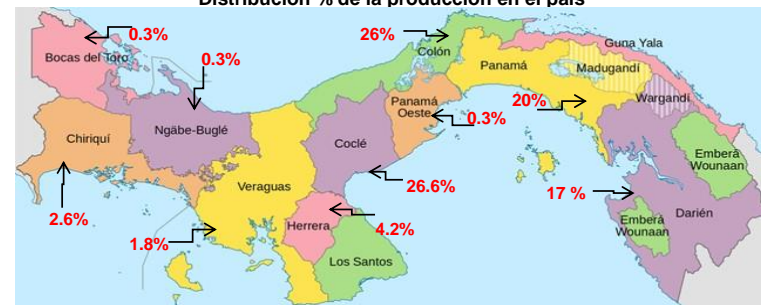 Distribución % de la producción en el país
0.3%
26%
Guna Yala
Bocas del Toro
0.3%
Colón
Panamá
Madugandí
Wargandí
Panamá
Oeste
20%
Chiriquí
Ngäbe-Buglé
Coclé
0.3%
Emberá
Wounaan
Veraguas
26.6%
17 %
2.6%
Herrera
4.2%
Emberá
Wounaan
Darién
1.8%
Los Santos